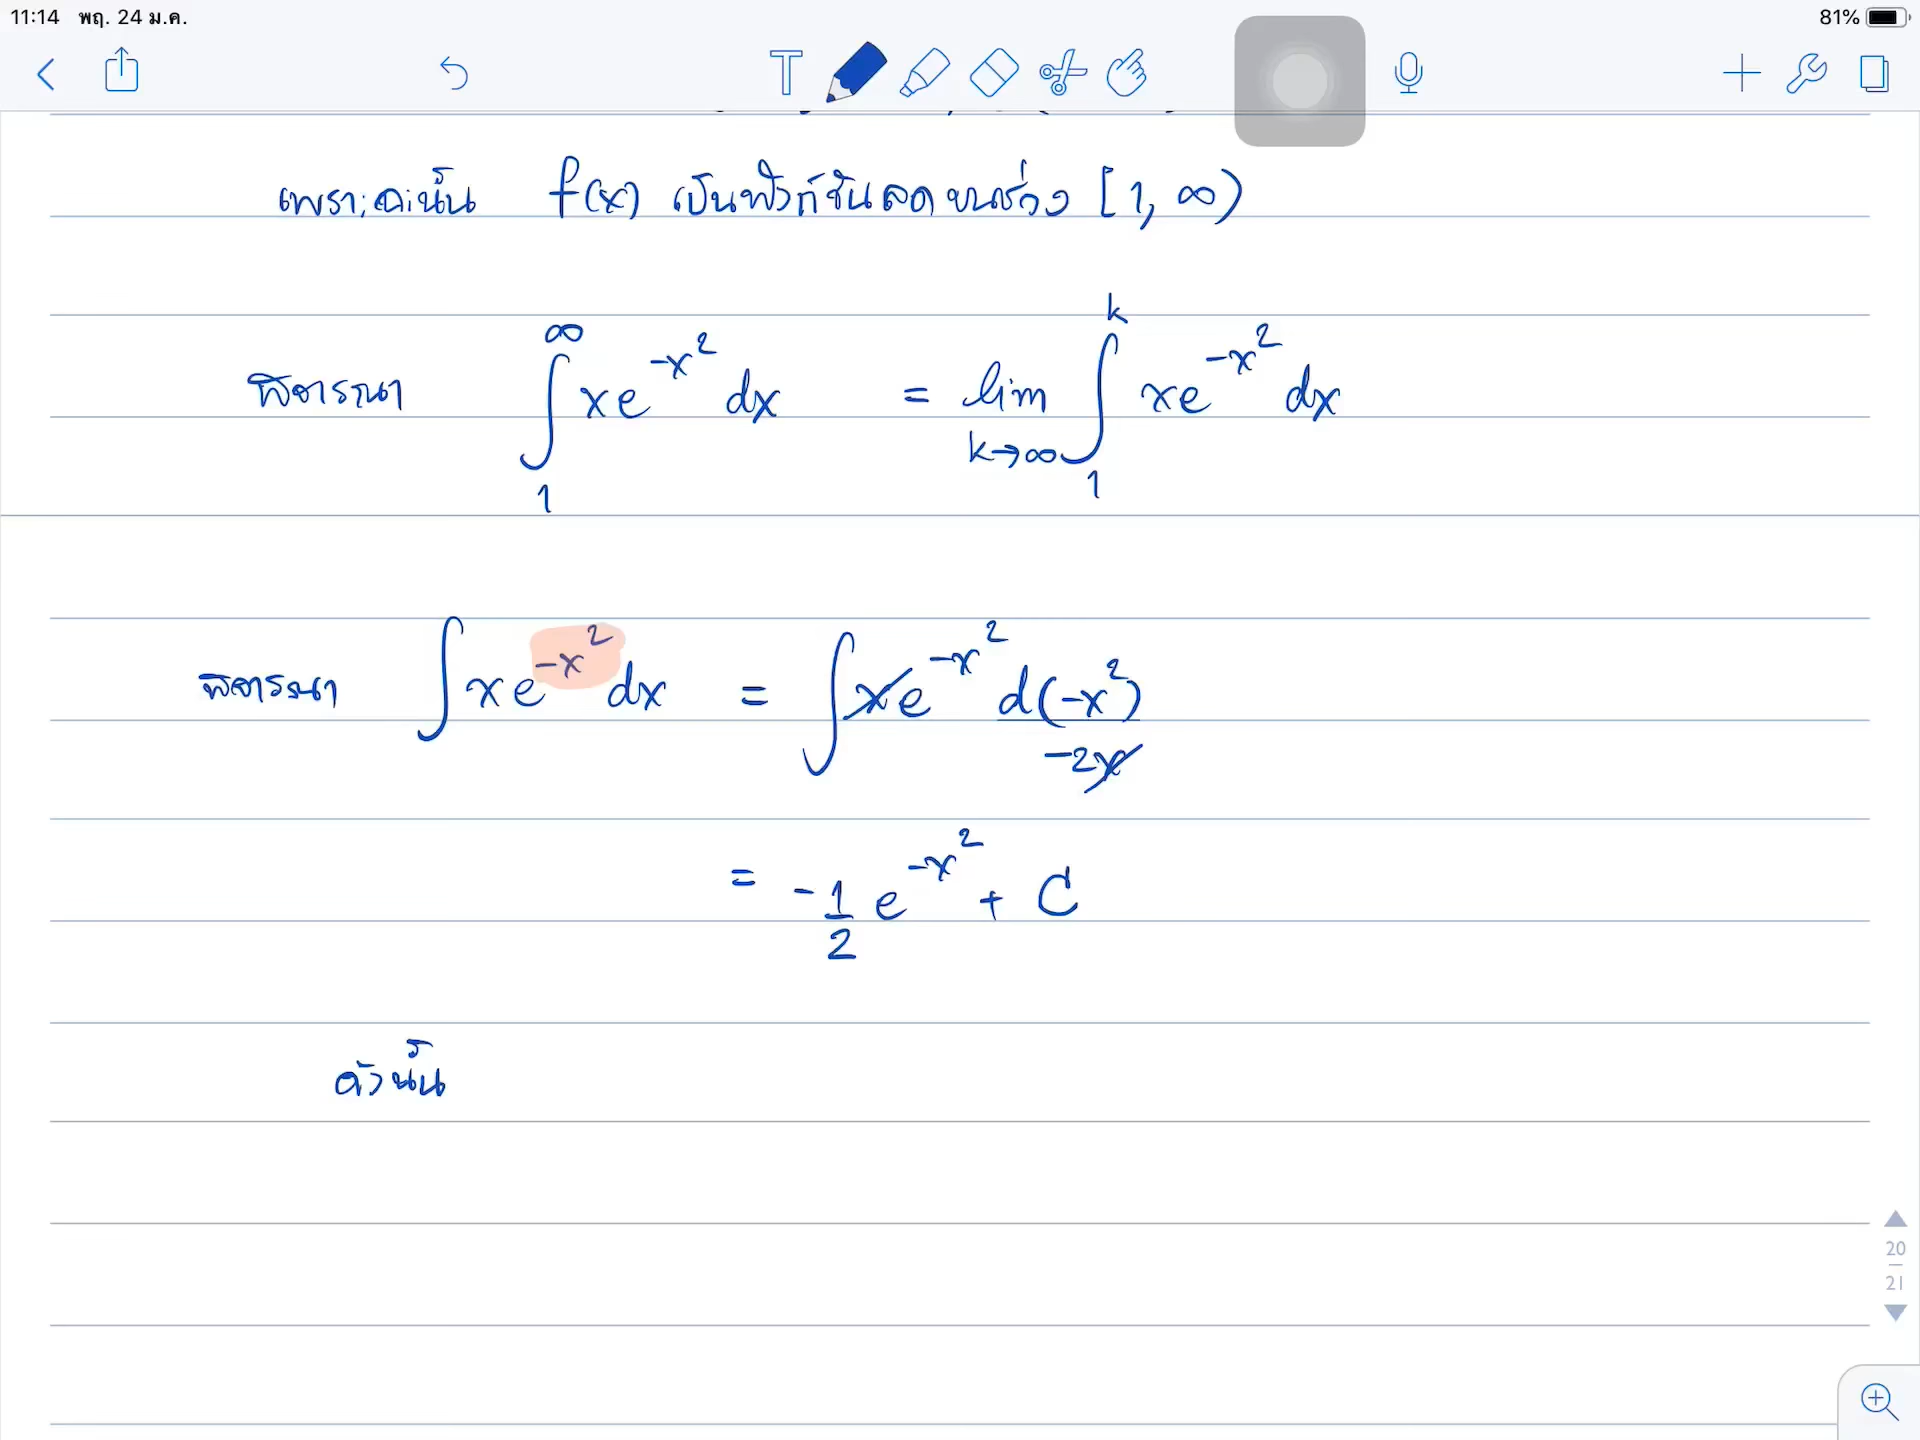 11:14 พฤ. 24 ม.ค. 81%
เพราะฉะนั้น f(x) เป็นฟังก์ชันลดบนช่วง [1, ∞)
พิจารณา ∫₁^∞ xe^{-x²} dx = lim_{k→∞} ∫₁^k xe^{-x²} dx
พิจารณา ∫ xe^{-x²} dx = ∫ xe^{-x²} d(-x²)/-2x
= -1/2 e^{-x²} + C
ดังนั้น
20
21